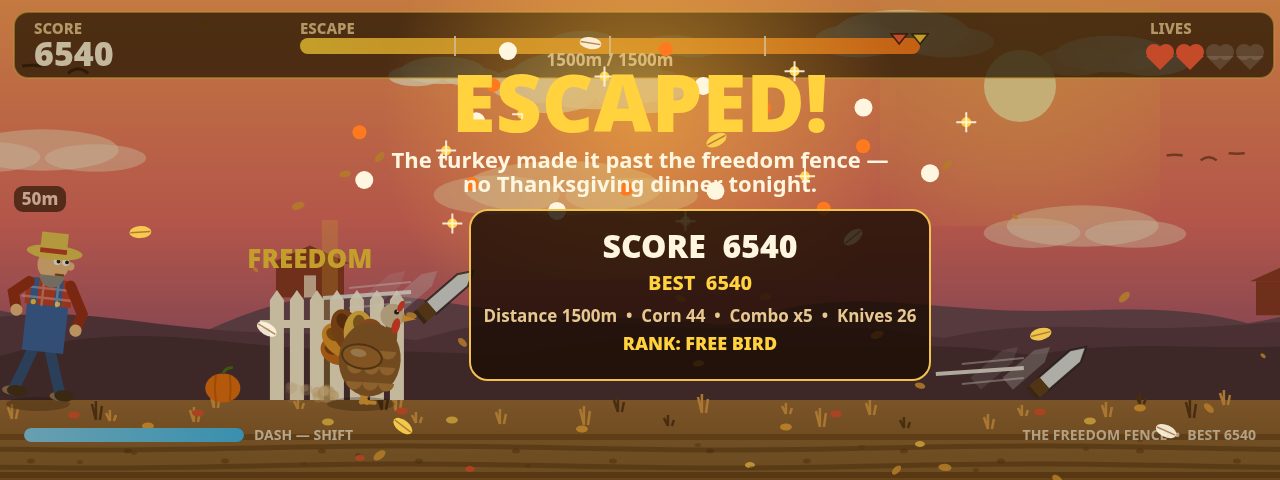 SCORE
6540
ESCAPE
1500m / 1500m
LIVES
ESCAPED!
The turkey made it past the freedom fence —
no Thanksgiving dinner tonight.
50m
FREEDOM
SCORE 6540
BEST 6540
Distance 1500m • Corn 44 • Combo x5 • Knives 26
RANK: FREE BIRD
DASH — SHIFT
THE FREEDOM FENCE • BEST 6540